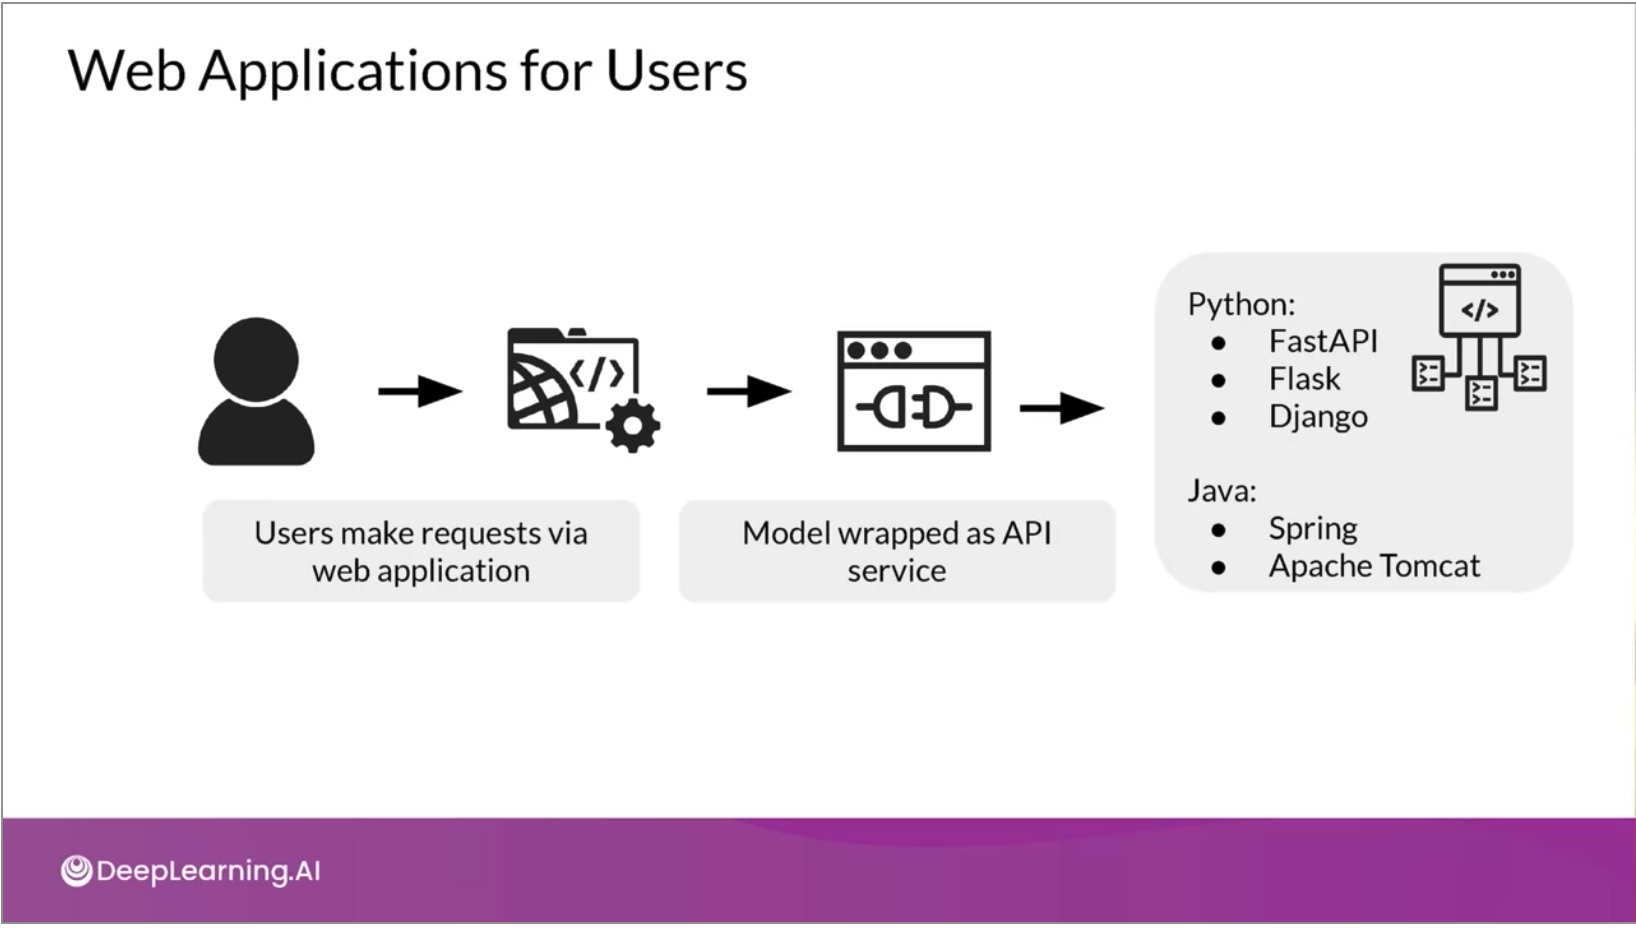 Web Applications for Users
Users make requests via
web application
Model wrapped as API
service
Python:
● FastAPI
● Flask
● Django
Java:
● Spring
● Apache Tomcat
</>
</>
DeepLearning.AI